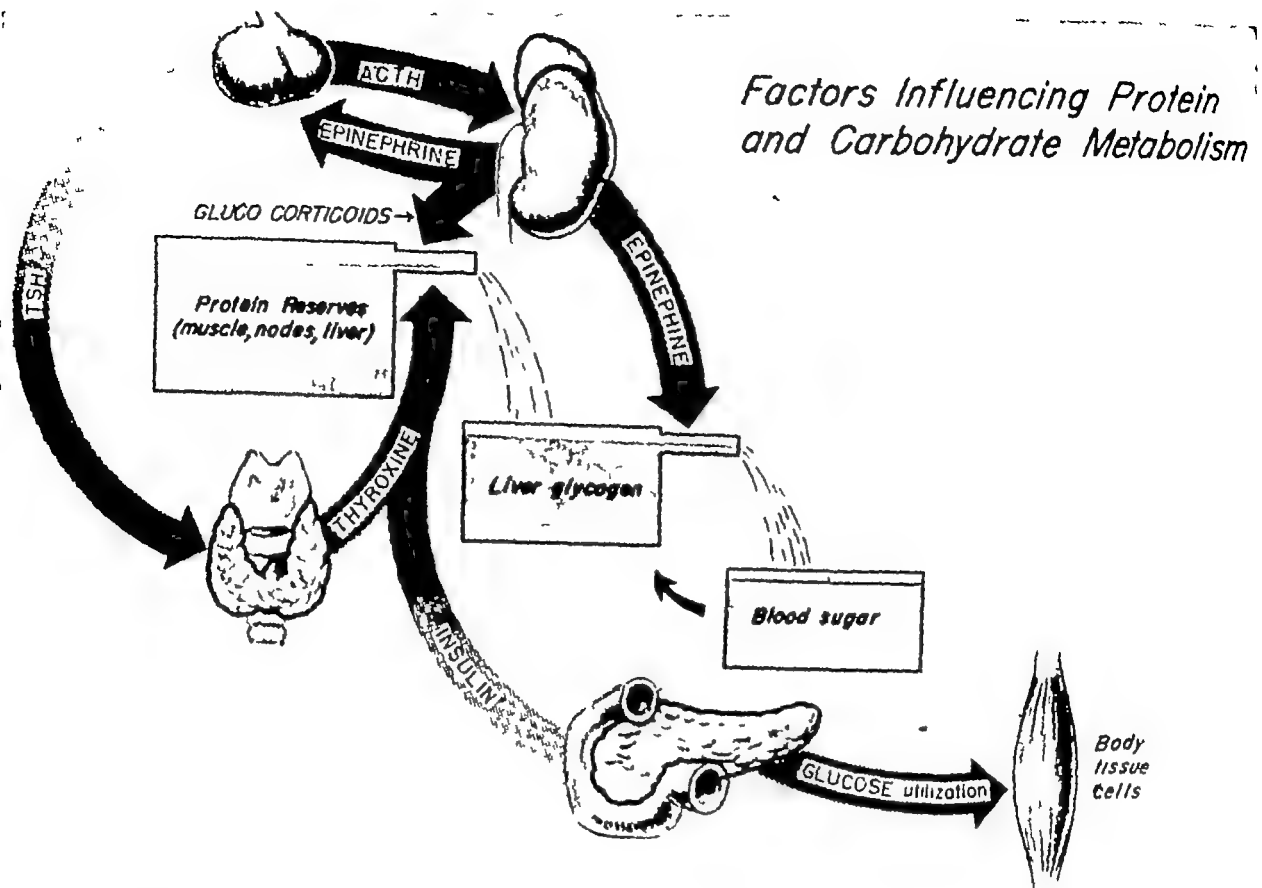 Factors Influencing Protein
and Carbohydrate Metabolism
ACTH
EPINEPHRINE
GLUCO CORTICOIDS→
EPINEPHINE
TSH
Protein Reserves
(muscle, nodes, liver)
THYROXINE
Liver glycogen
Blood sugar
INSULIN
GLUCOSE utilization
Body
tissue
cells